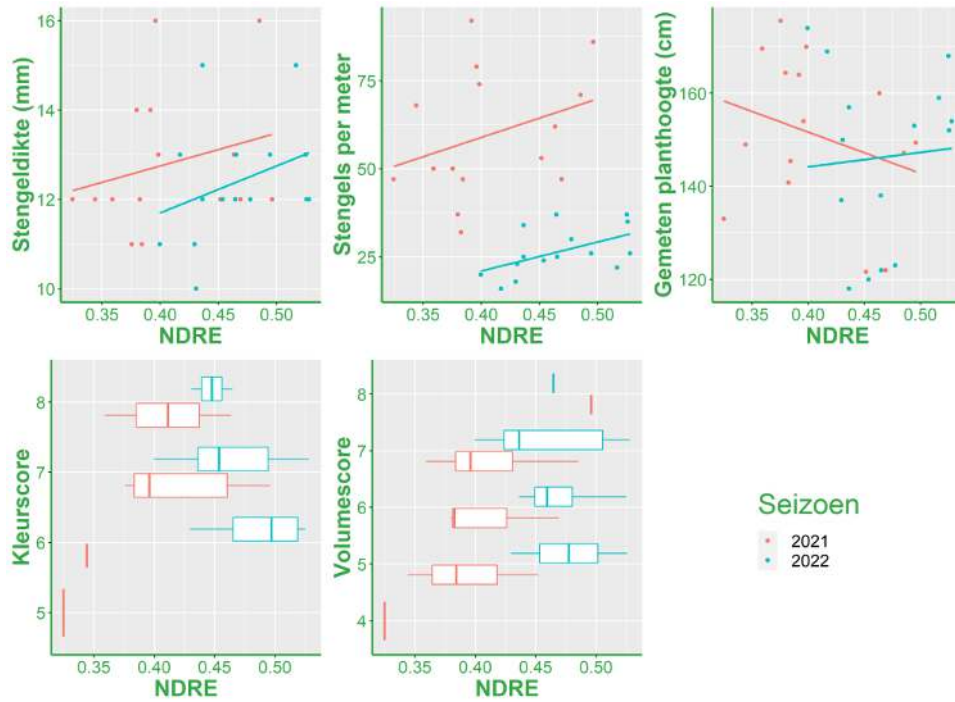 Stengeldikte (mm)
16
14
12
10
0.35 0.40 0.45 0.50
NDRE
Stengels per meter
75
50
25
0.35 0.40 0.45 0.50
NDRE
Gemeten planthoogte (cm)
160
140
120
0.35 0.40 0.45 0.50
NDRE
Kleurscore
8
7
6
5
0.35 0.40 0.45 0.50
NDRE
Volumescore
8
7
6
5
4
0.35 0.40 0.45 0.50
NDRE
Seizoen
2021
2022